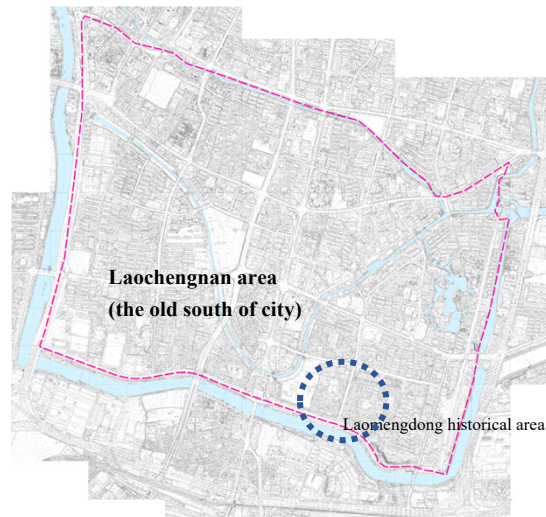 Laochengnan area
(the old south of city)
Laomengdong historical area